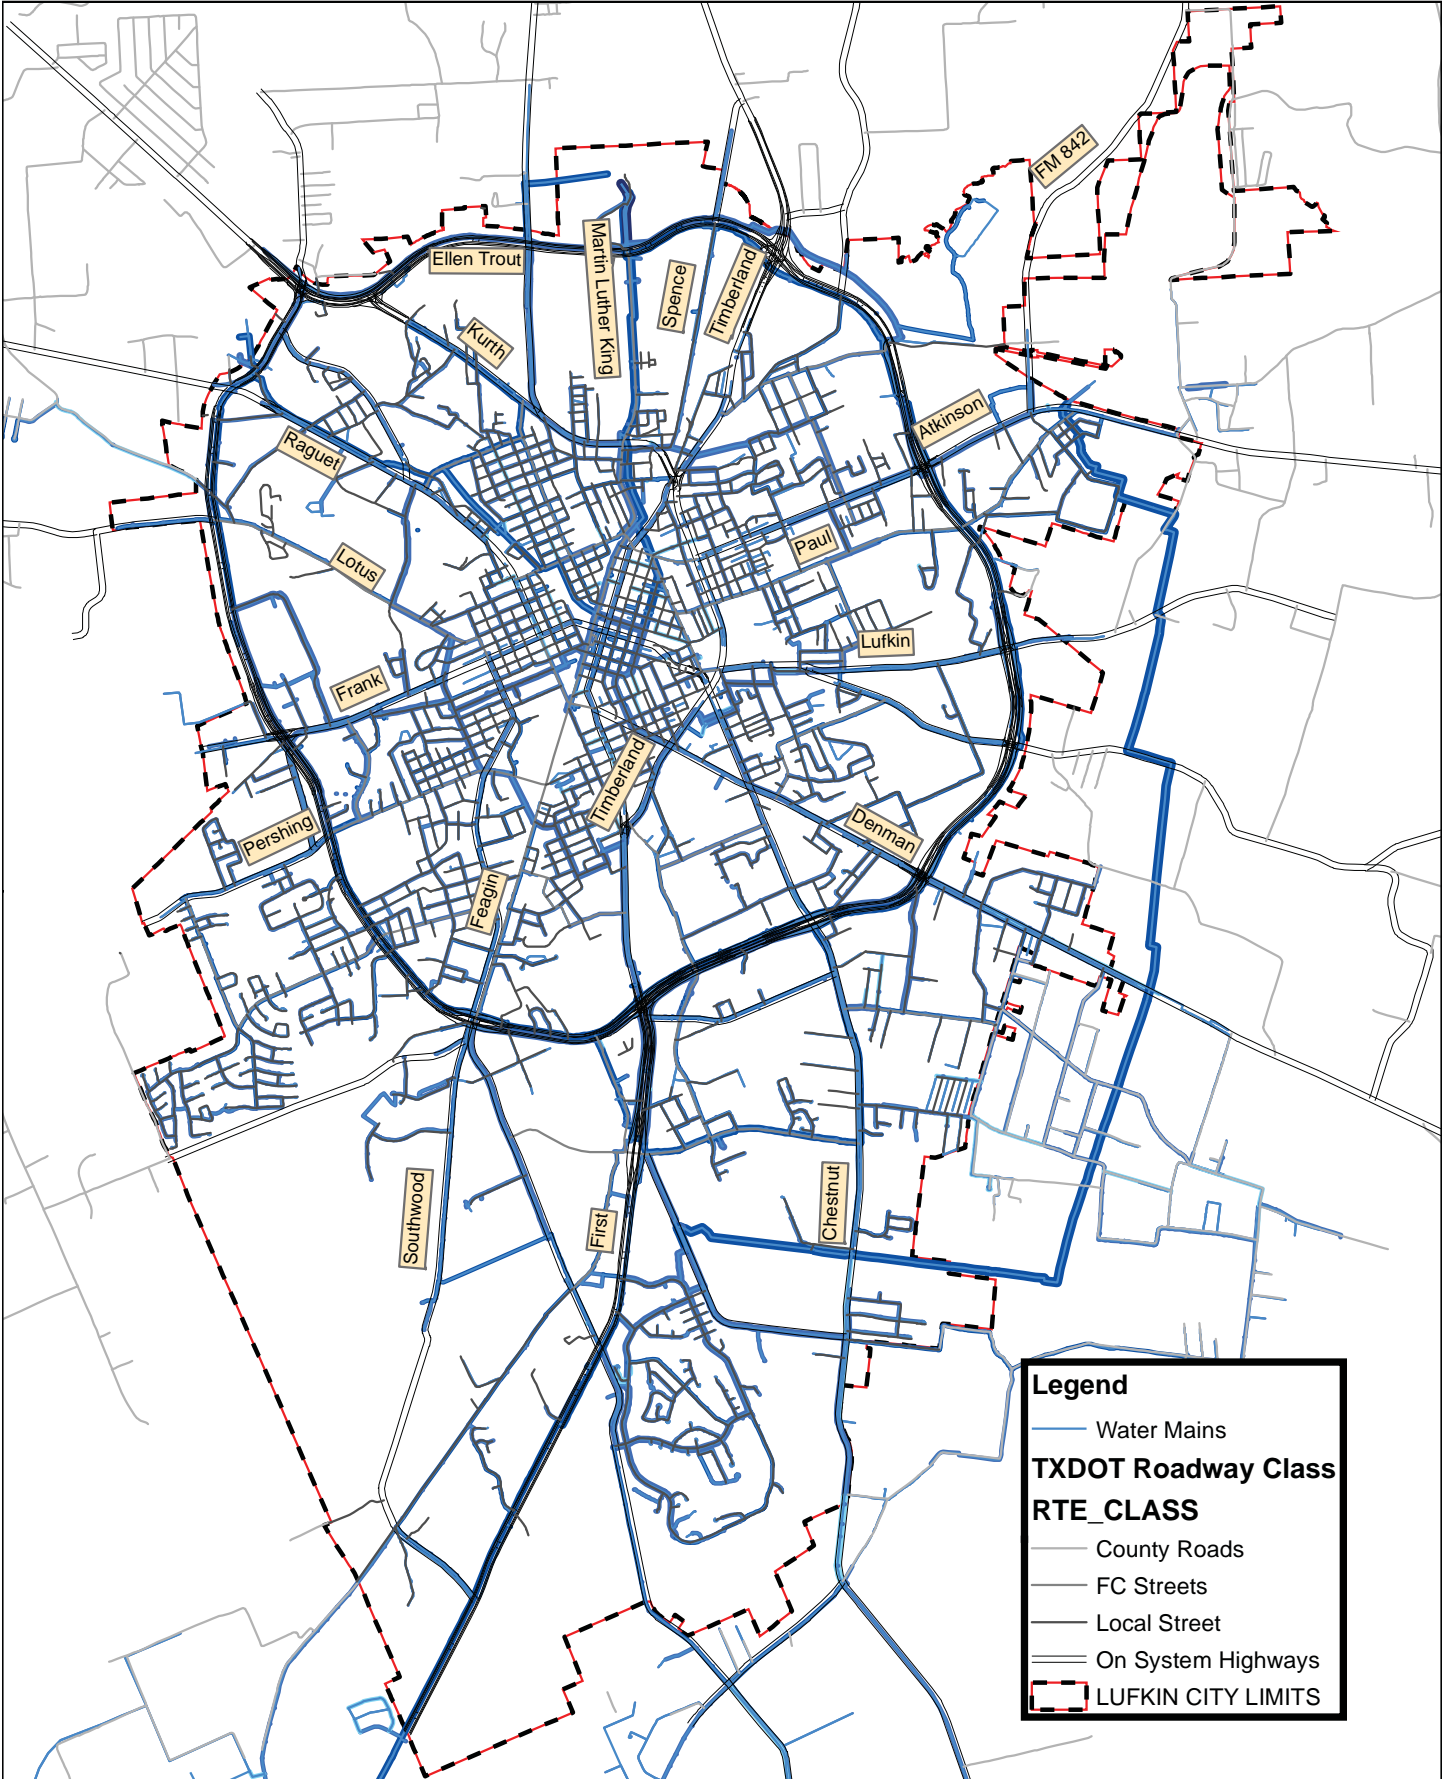 FM 842
Ellen Trout
Martin Luther King
Spence
Timberland
Kurth
Atkinson
Raguet
Paul
Lotus
Lufkin
Frank
Timberland
Pershing
Denman
Feagin
Southwood
First
Chestnut
Legend
Water Mains
TXDOT Roadway Class
RTE_CLASS
County Roads
FC Streets
Local Street
On System Highways
LUFKIN CITY LIMITS